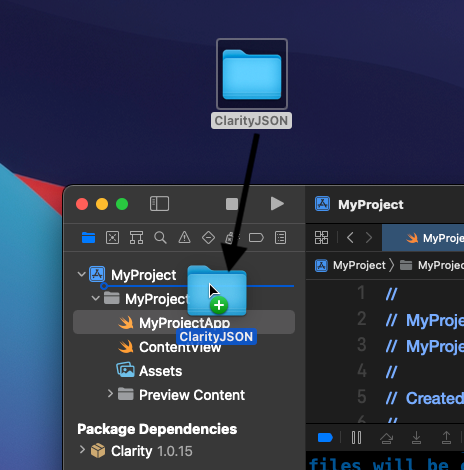 ClarityJSON
MyProject
MyProje
MyProject
MyProje
MyProject
MyProject
ClarityJSON
MyProjectApp
ContentView
Assets
Preview Content
Package Dependencies
Clarity 1.0.15
1 //
2 // MyProje
3 // MyProje
4 //
5 // Created
6 //
files will be